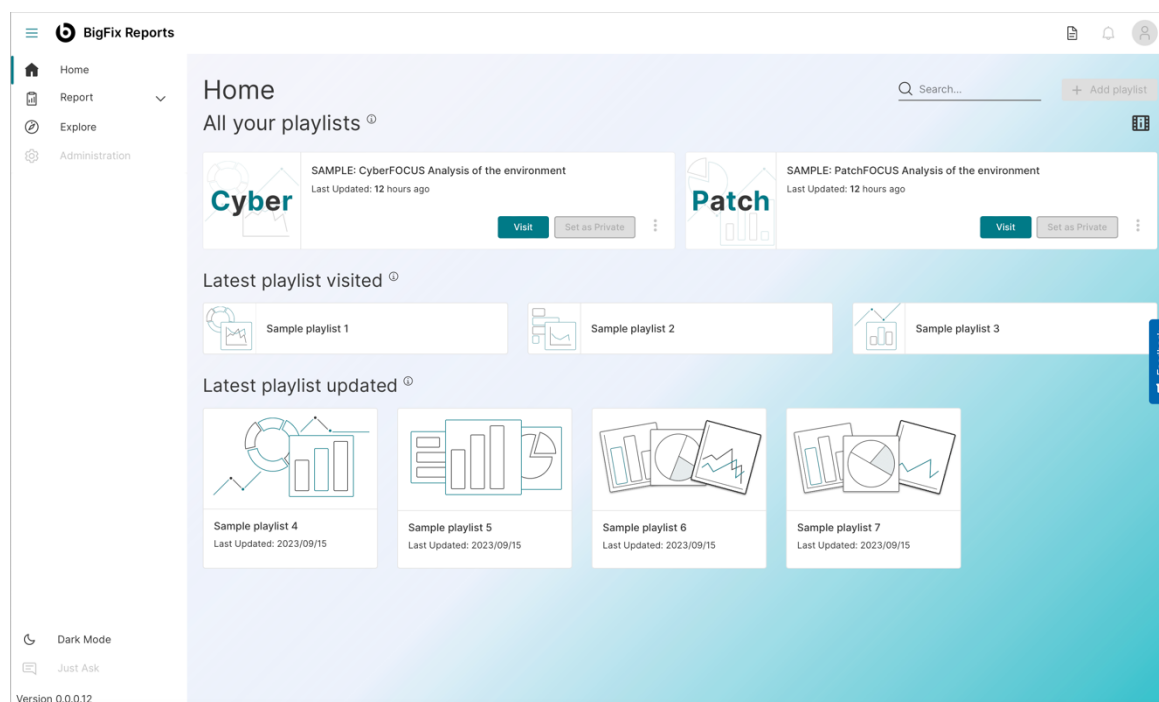 BigFix Reports
Home
Report
Explore
Administration
Home
Search...
+ Add playlist
All your playlists
Cyber
SAMPLE: CyberFOCUS Analysis of the environment
Last Updated: 12 hours ago
Visit
Set as Private
Patch
SAMPLE: PatchFOCUS Analysis of the environment
Last Updated: 12 hours ago
Visit
Set as Private
Latest playlist visited
Sample playlist 1
Sample playlist 2
Sample playlist 3
Latest playlist updated
Sample playlist 4
Last Updated: 2023/09/15
Sample playlist 5
Last Updated: 2023/09/15
Sample playlist 6
Last Updated: 2023/09/15
Sample playlist 7
Last Updated: 2023/09/15
Dark Mode
Just Ask
Version 0.0.0.12